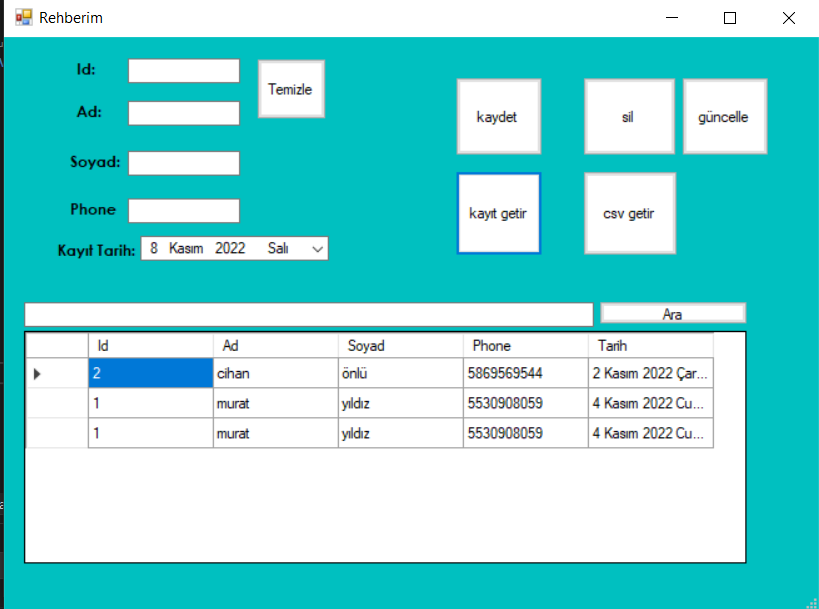 Rehberim
Id:
Temizle
Ad:
kaydet
sil
güncelle
Soyad:
Phone
kayıt getir
csv getir
Kayıt Tarih:
8 Kasım 2022 Salı
Ara
Id Ad Soyad Phone Tarih
2 cihan önlü 5869569544 2 Kasım 2022 Çar...
1 murat yıldız 5530908059 4 Kasım 2022 Cu...
1 murat yıldız 5530908059 4 Kasım 2022 Cu...